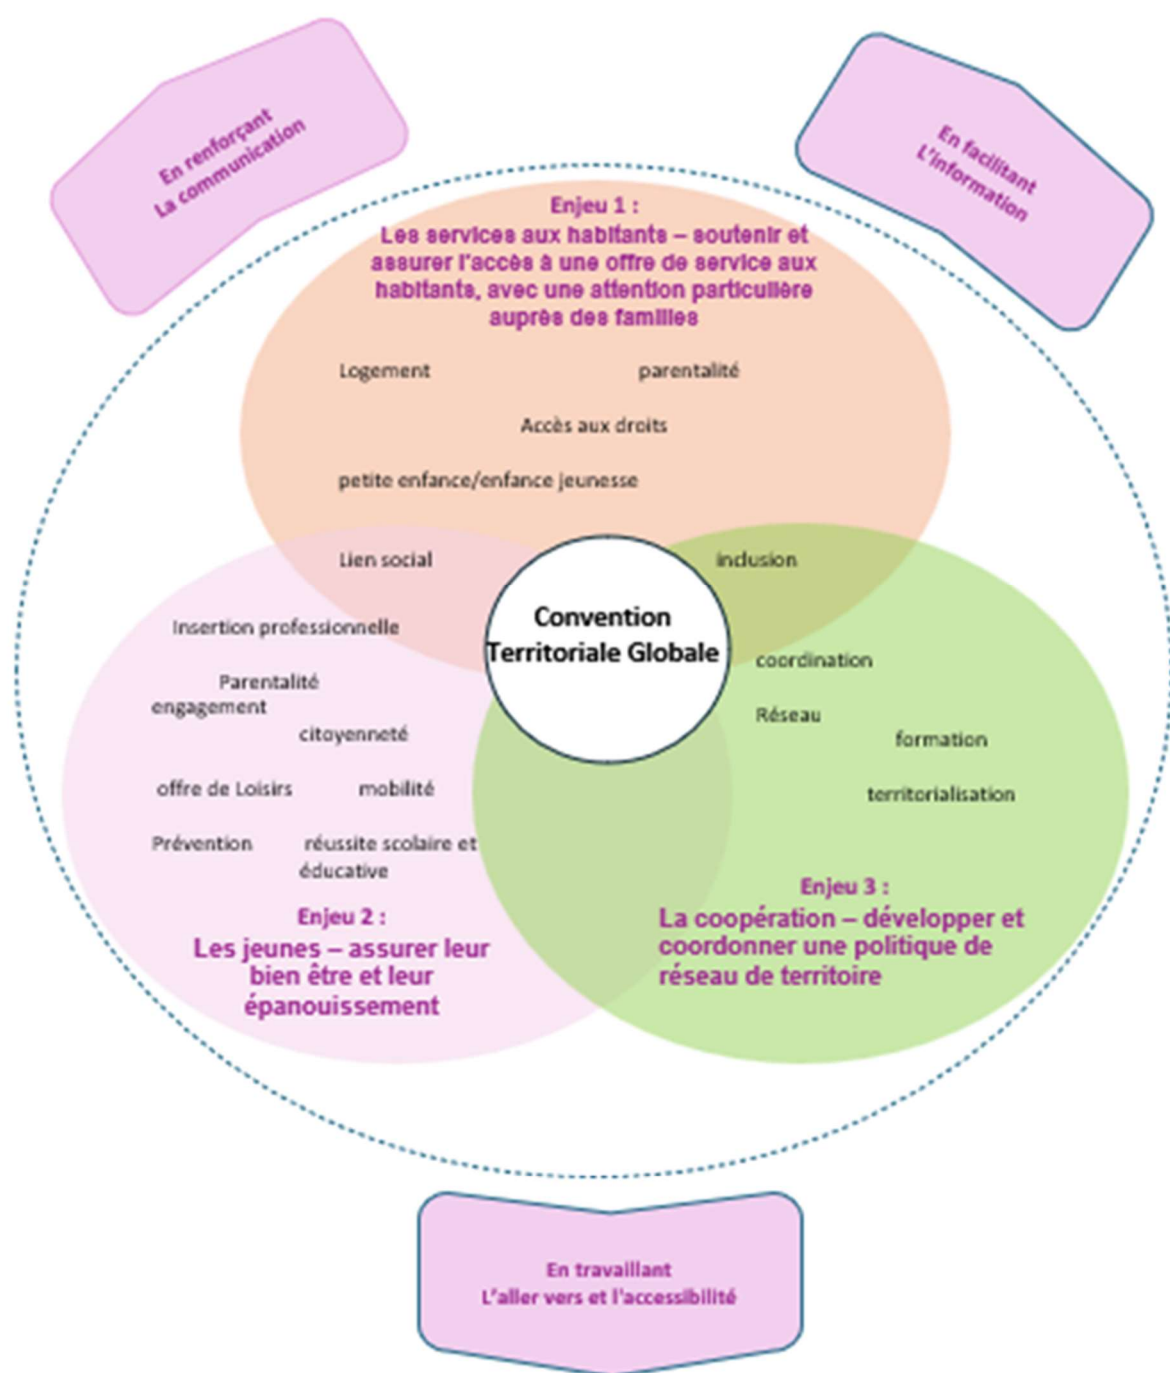 En renforçant
La communication
En facilitant
L'information
Enjeu 1 :
Les services aux habitants – soutenir et
assurer l'accès à une offre de service aux
habitants, avec une attention particulière
auprès des familles
Logement
parentalité
Accès aux droits
petite enfance/enfance jeunesse
Lien social
inclusion
Convention
Territoriale Globale
Insertion professionnelle
Parentalité
engagement
citoyenneté
offre de Loisirs
mobilité
Prévention
réussite scolaire et
éducative
Enjeu 2 :
Les jeunes – assurer leur
bien être et leur
épanouissement
coordination
Réseau
formation
territorialisation
Enjeu 3 :
La coopération – développer et
coordonner une politique de
réseau de territoire
En travaillant
L'aller vers et l'accessibilité